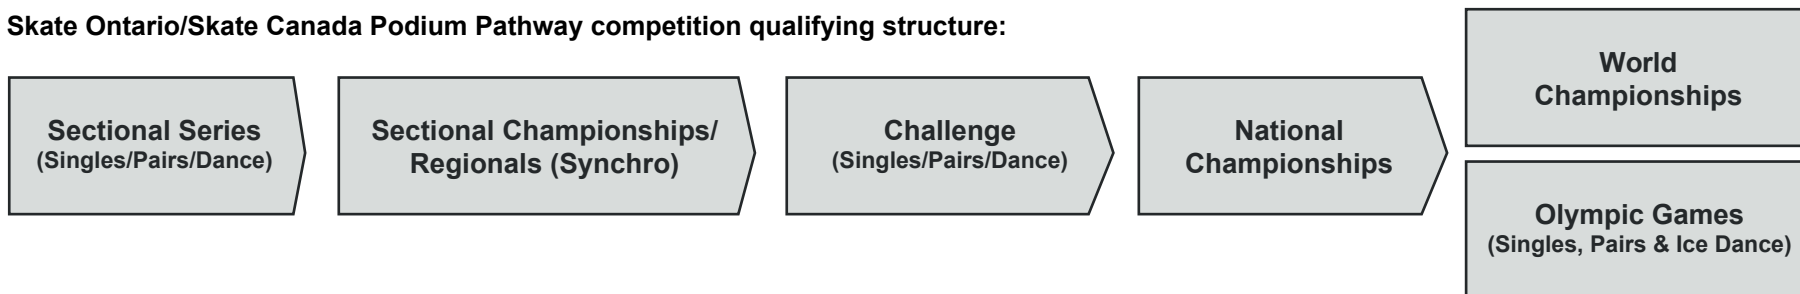 Skate Ontario/Skate Canada Podium Pathway competition qualifying structure:
Sectional Series
(Singles/Pairs/Dance)
Sectional Championships/
Regionals (Synchro)
Challenge
(Singles/Pairs/Dance)
National
Championships
World
Championships
Olympic Games
(Singles, Pairs & Ice Dance)